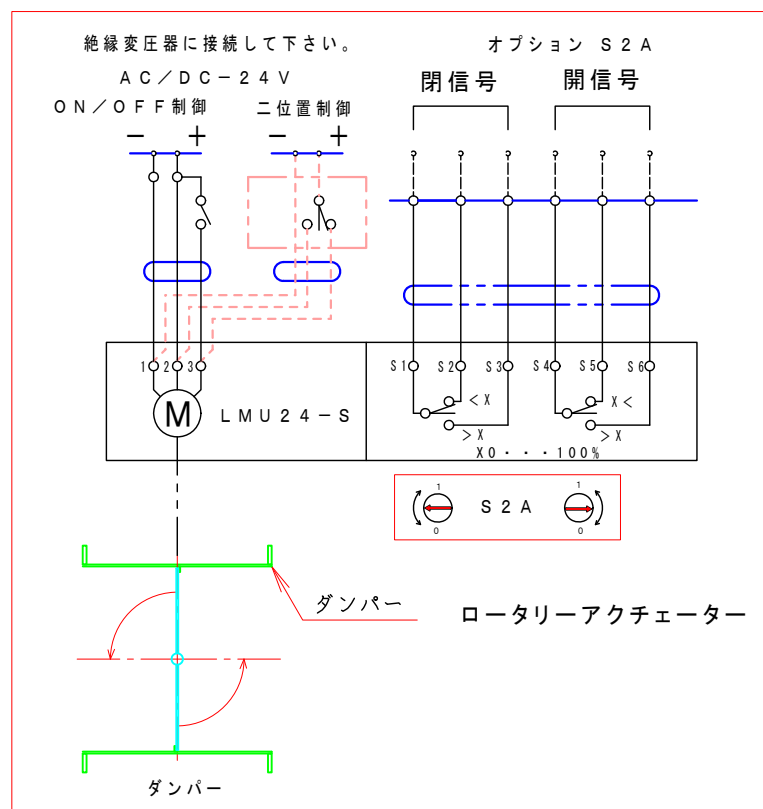 絶縁変圧器に接続して下さい。
オプション S2A
AC/DC-24V
ON/OFF制御
二位置制御
閉信号
開信号
- +
- +
1 2 3
S1 S2 S3 S4 S5 S6
M
LMU24-S
<X
X<
>X
>X
X0・・・100%
1
0
S2A
1
0
ダンパー
ロータリーアクチェーター
ダンパー